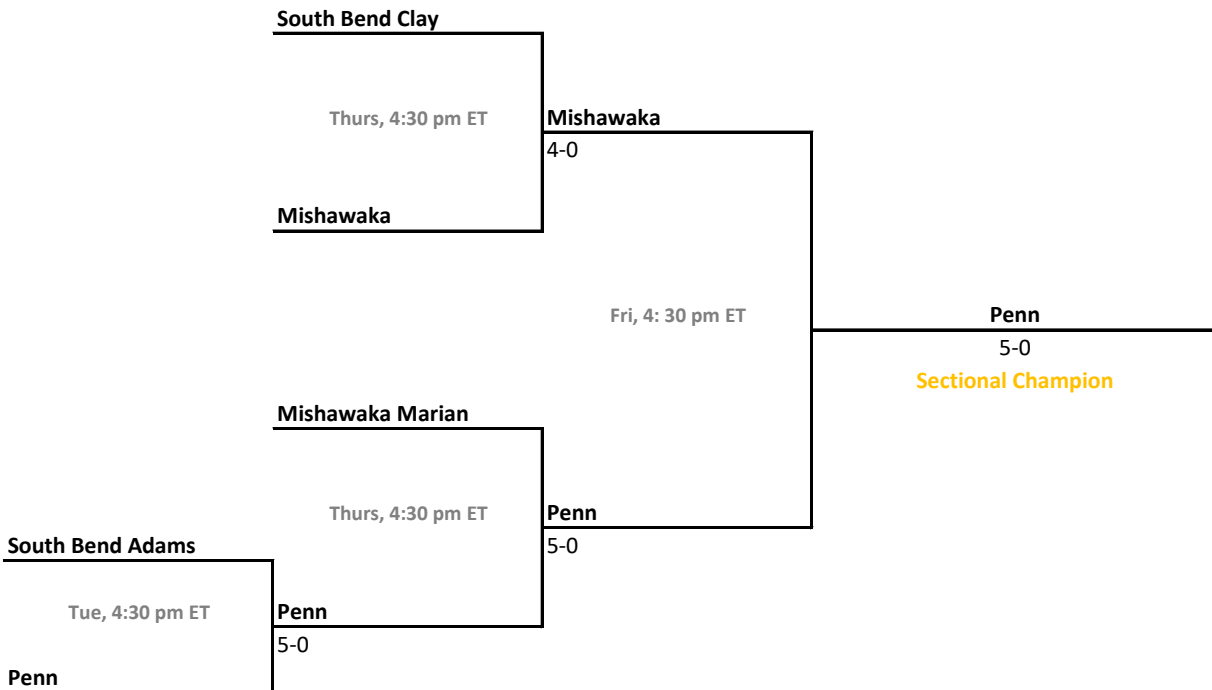 South Bend Clay
Thurs, 4:30 pm ET
Mishawaka
4-0
Mishawaka
Fri, 4: 30 pm ET
Penn
5-0
Sectional Champion
Mishawaka Marian
Thurs, 4:30 pm ET
Penn
5-0
South Bend Adams
Tue, 4:30 pm ET
Penn
5-0
Penn